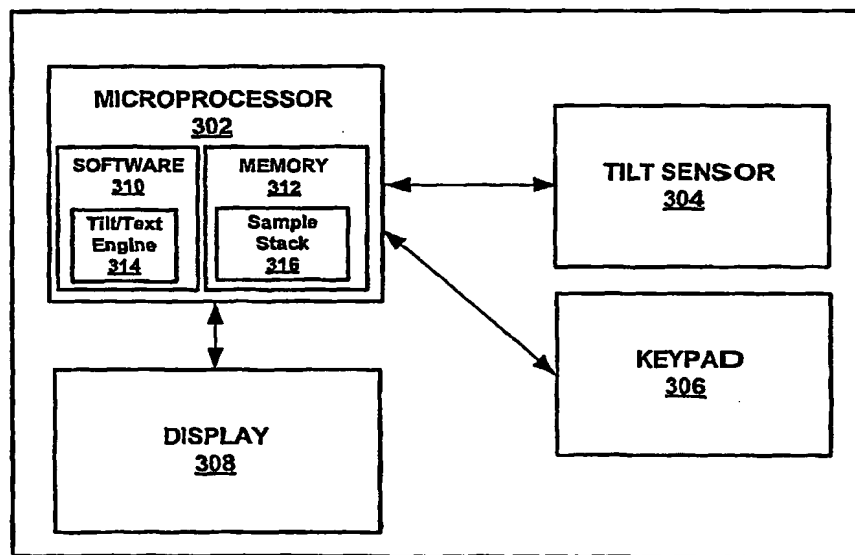 MICROPROCESSOR
302
SOFTWARE
310
Tilt/Text
Engine
314
MEMORY
312
Sample
Stack
316
TILT SENSOR
304
KEYPAD
306
DISPLAY
308